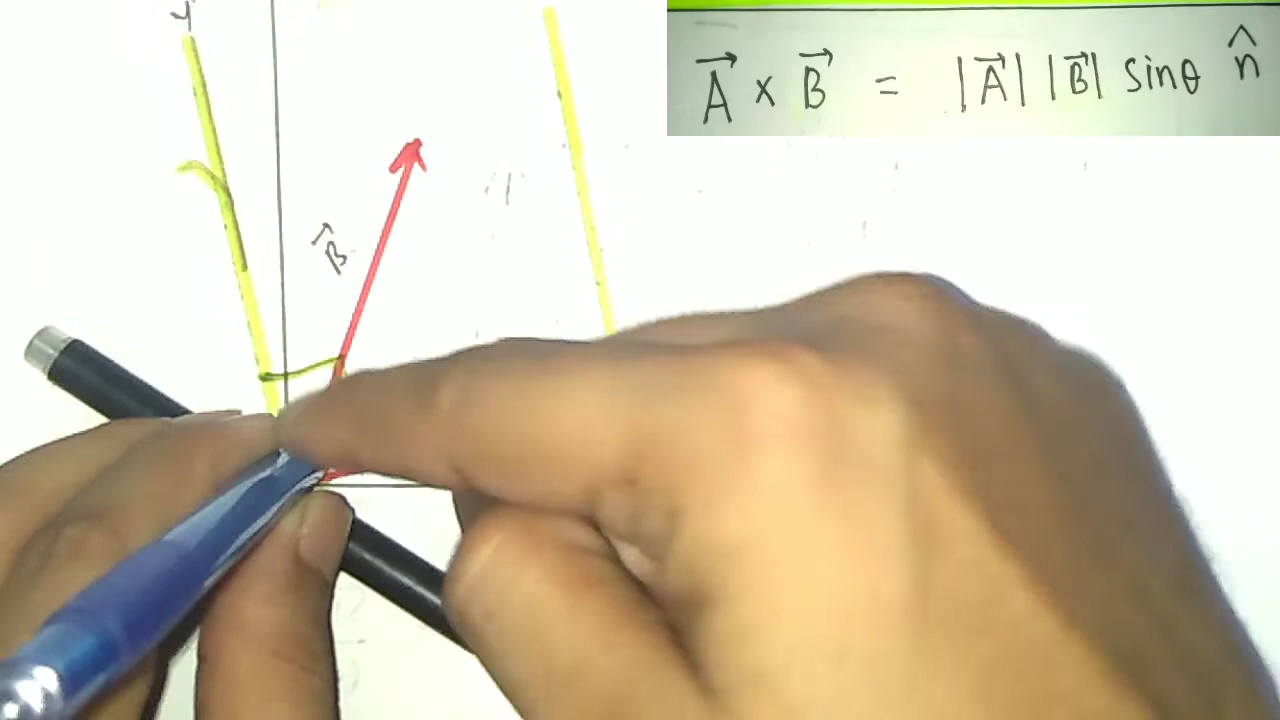 A⃗ × B⃗ = |A⃗| |B⃗| sinθ n̂
B⃗